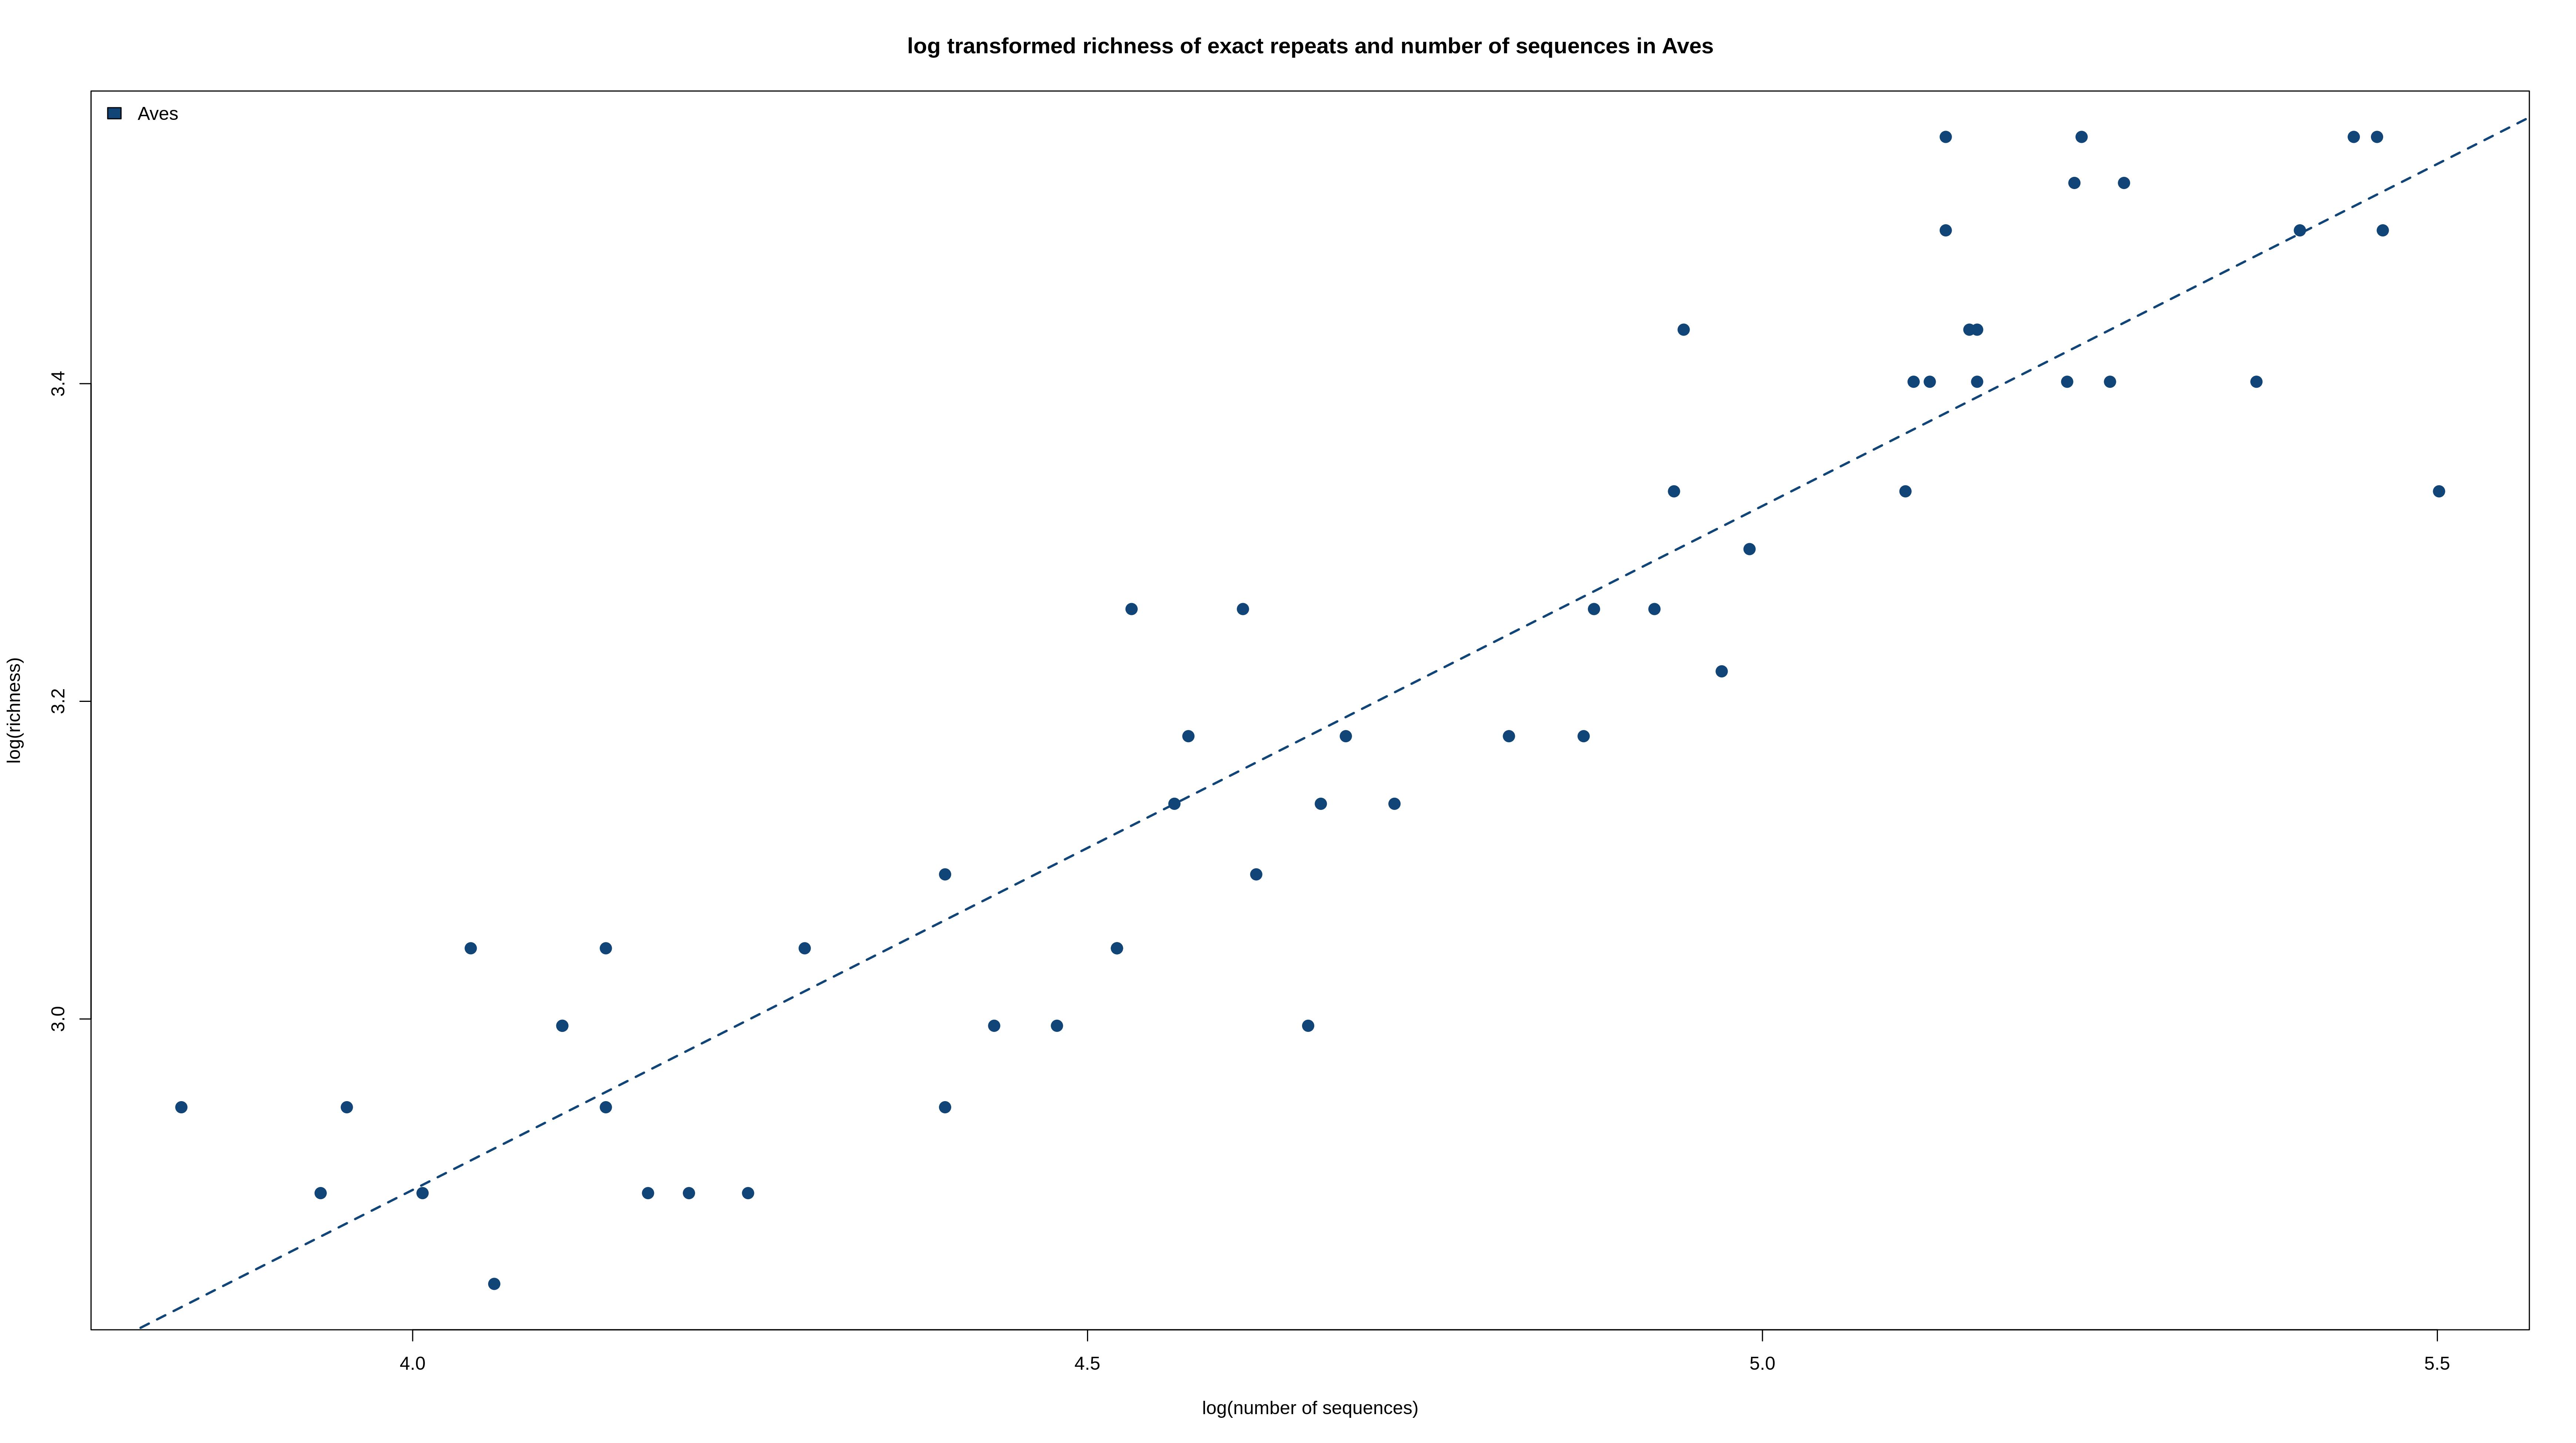 log transformed richness of exact repeats and number of sequences in Aves
Aves
log(richness)
3.4
3.2
3.0
4.0 4.5 5.0 5.5
log(number of sequences)